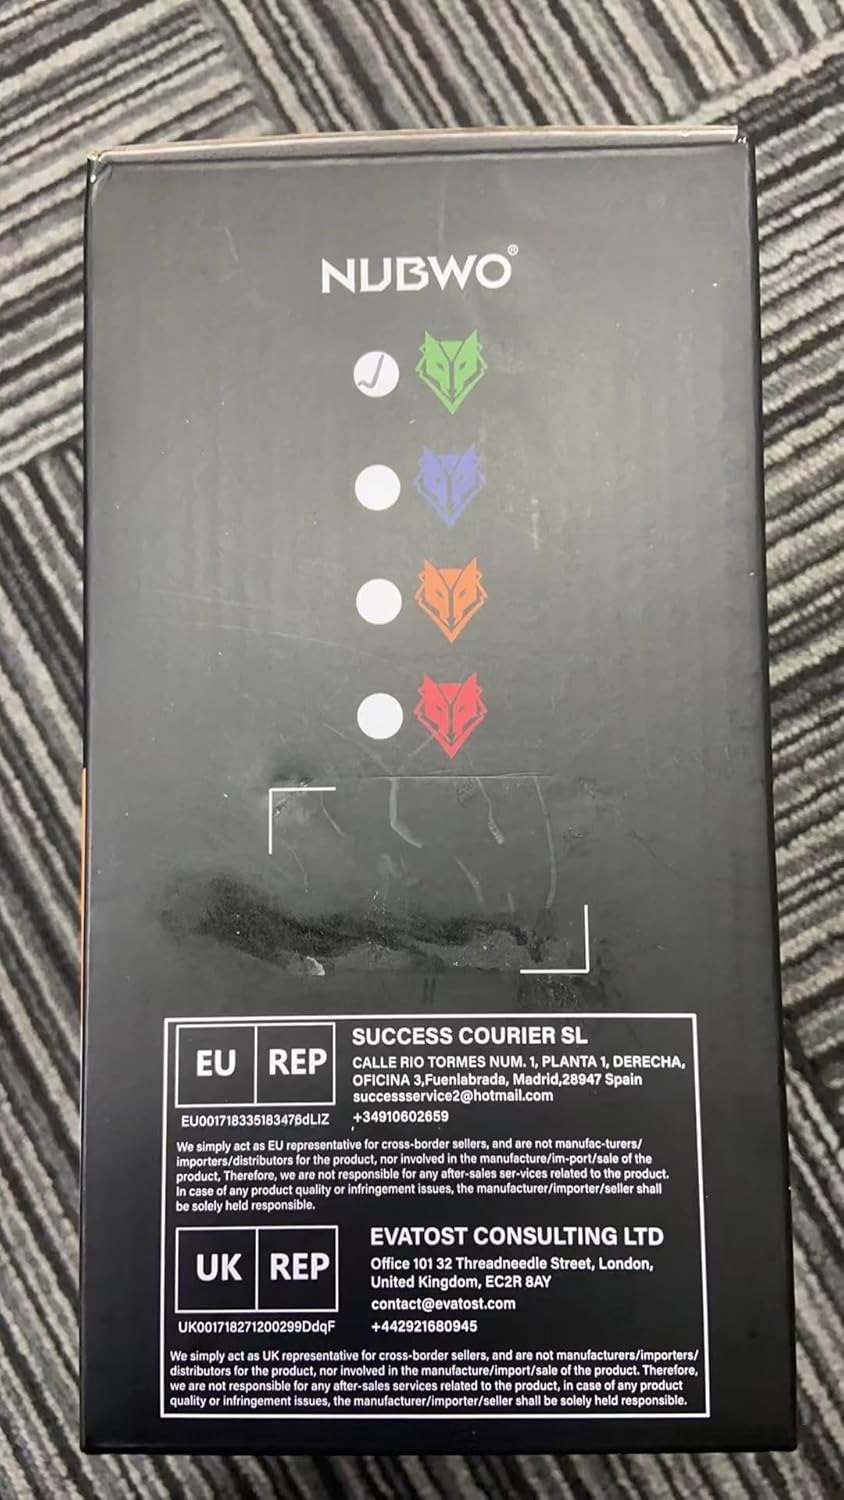 NUBWO®
EU REP
SUCCESS COURIER SL
CALLE RIO TORMES NUM. 1, PLANTA 1, DERECHA,
OFICINA 3,Fuenlabrada, Madrid,28947 Spain
successservice2@hotmail.com
EU001718335183476dLIZ
+34910602659
We simply act as EU representative for cross-border sellers, and are not manufac-turers/
importers/distributors for the product, nor involved in the manufacture/im-port/sale of the
product, Therefore, we are not responsible for any after-sales ser-vices related to the product.
In case of any product quality or infringement issues, the manufacturer/importer/seller shall
be solely held responsible.
UK REP
EVATOST CONSULTING LTD
Office 101 32 Threadneedle Street, London,
United Kingdom, EC2R 8AY
contact@evatost.com
UK001718271200299DdqF
+442921680945
We simply act as UK representative for cross-border sellers, and are not manufacturers/importers/
distributors for the product, nor involved in the manufacture/import/sale of the product. Therefore,
we are not responsible for any after-sales services related to the product, in case of any product
quality or infringement issues, the manufacturer/importer/seller shall be solely held responsible.